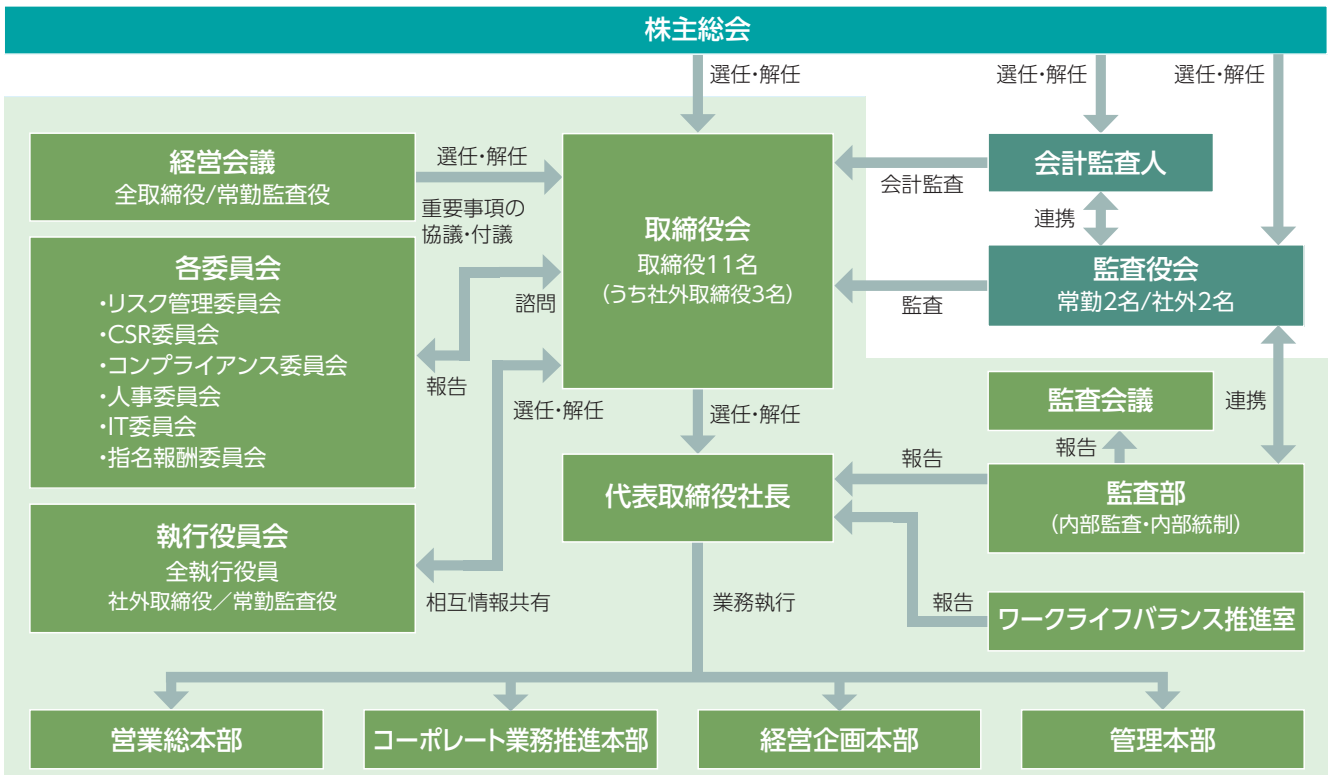 株主総会
選任・解任
選任・解任
選任・解任
経営会議
全取締役/常勤監査役
選任・解任
重要事項の
協議・付議
取締役会
取締役11名
(うち社外取締役3名)
会計監査
会計監査人
連携
監査
監査役会
常勤2名/社外2名
各委員会
・リスク管理委員会
・CSR委員会
・コンプライアンス委員会
・人事委員会
・IT委員会
・指名報酬委員会
諮問
報告
選任・解任
選任・解任
監査会議
連携
報告
報告
監査部
(内部監査・内部統制)
代表取締役社長
執行役員会
全執行役員
社外取締役／常勤監査役
相互情報共有
業務執行
報告
ワークライフバランス推進室
営業総本部
コーポレート業務推進本部
経営企画本部
管理本部